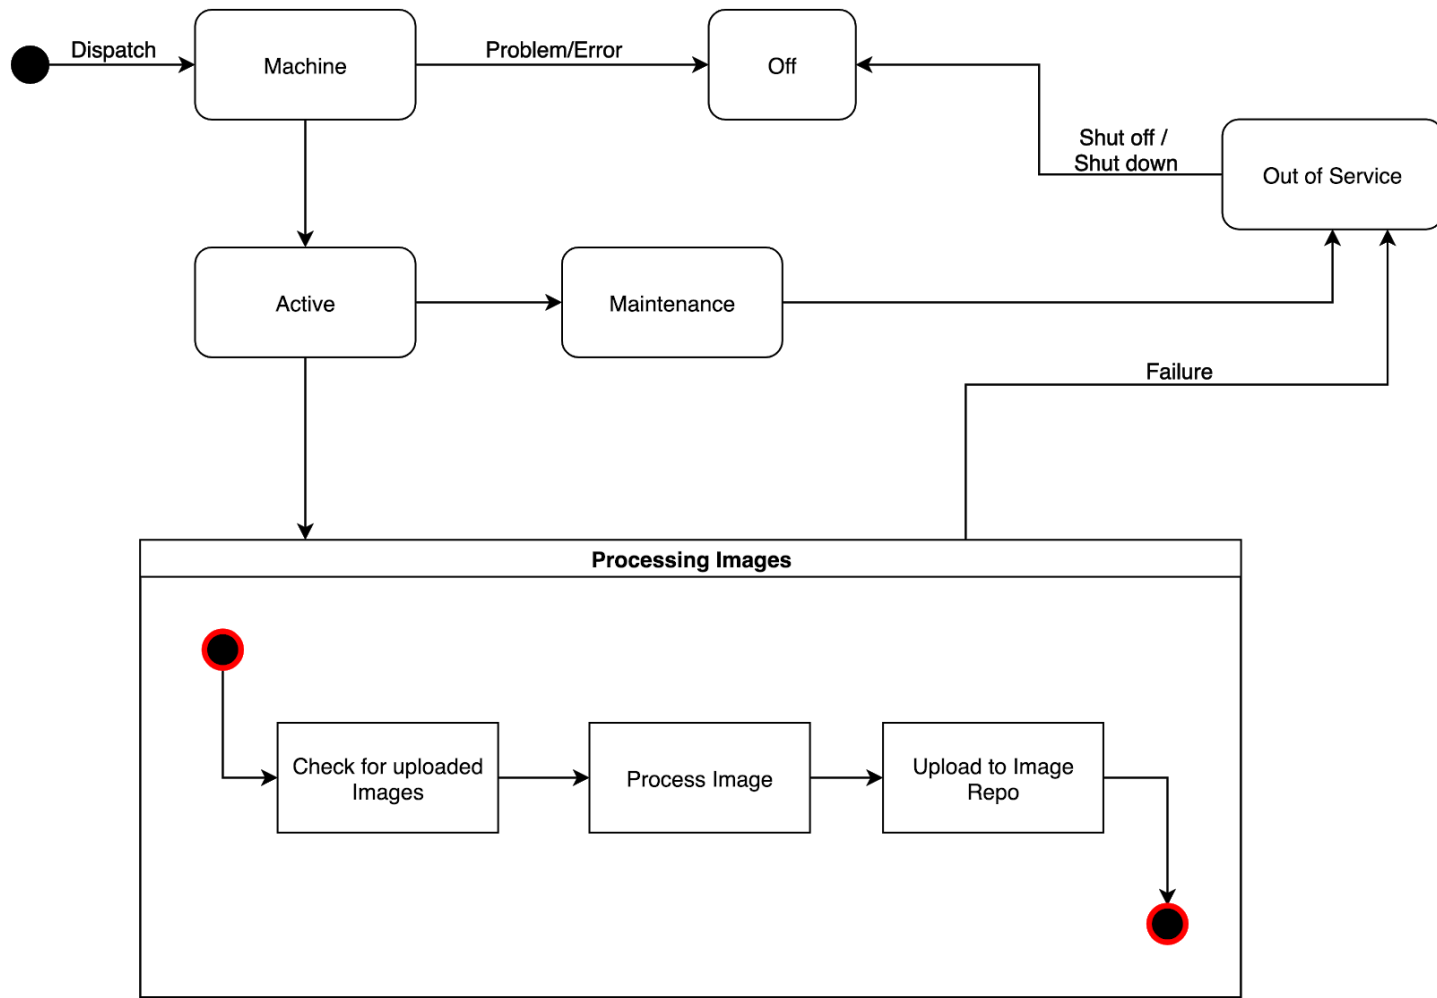 Dispatch
Machine
Problem/Error
Off
Shut off /
Shut down
Out of Service
Active
Maintenance
Failure
Processing Images
Check for uploaded
Images
Process Image
Upload to Image
Repo